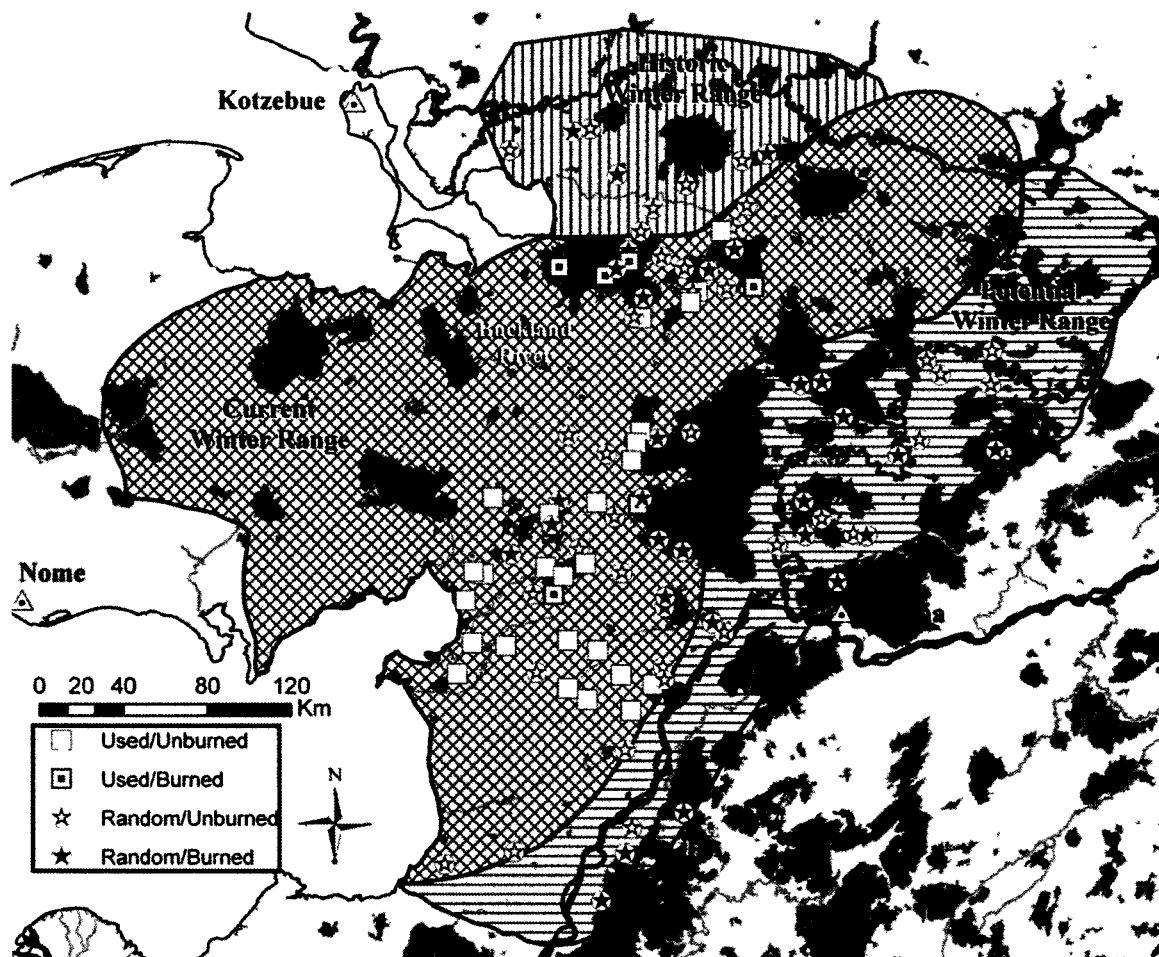 Historic
Winter Range
Kotzebue
Potential
Winter Range
Buckland
River
Current
Winter Range
Nome
0 20 40 80 120
Km
Used/Unburned
Used/Burned
Random/Unburned
Random/Burned
N
a